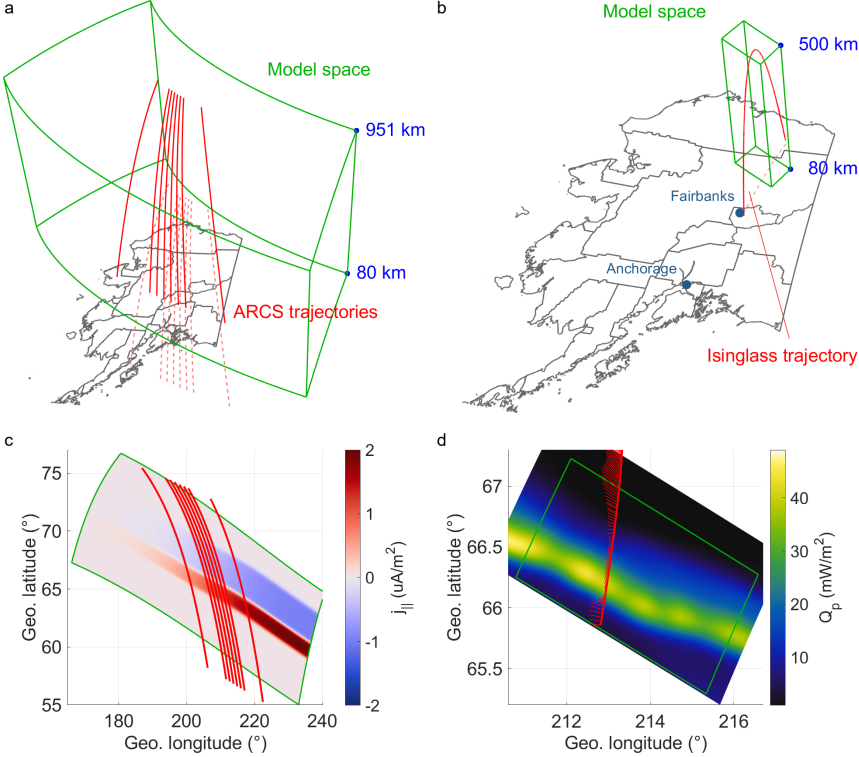 a
Model space
951 km
80 km
ARCS trajectories
b
Model space
500 km
80 km
Fairbanks
Anchorage
Isinglass trajectory
c
75
70
65
60
55
Geo. latitude (°)
180 200 220 240
Geo. longitude (°)
2
1
0
-1
-2
j|| (uA/m²)
d
67
66.5
66
65.5
Geo. latitude (°)
212 214 216
Geo. longitude (°)
40
30
20
10
Qp (mW/m²)